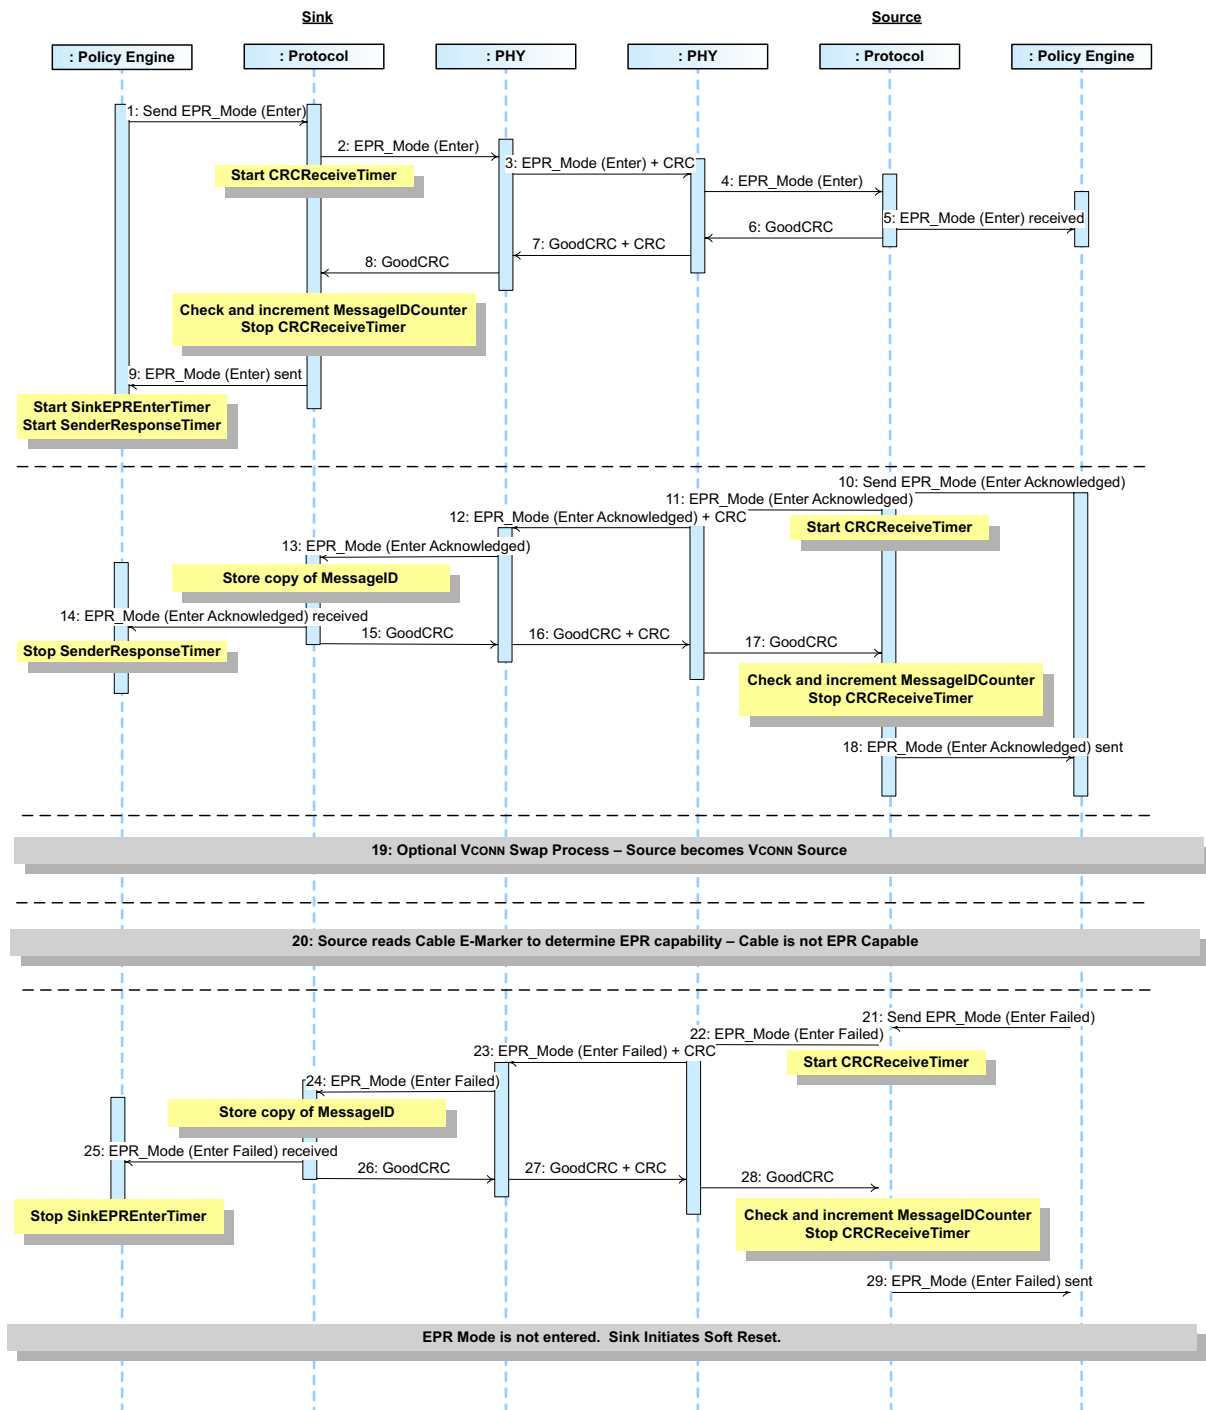 Sink
Source
: Policy Engine
: Protocol
: PHY
: PHY
: Protocol
: Policy Engine
1: Send EPR_Mode (Enter)
2: EPR_Mode (Enter)
Start CRCReceiveTimer
3: EPR_Mode (Enter) + CRC
4: EPR_Mode (Enter)
5: EPR_Mode (Enter) received
6: GoodCRC
7: GoodCRC + CRC
8: GoodCRC
Check and increment MessageIDCounter
Stop CRCReceiveTimer
9: EPR_Mode (Enter) sent
Start SinkEPREnterTimer
Start SenderResponseTimer
10: Send EPR_Mode (Enter Acknowledged)
11: EPR_Mode (Enter Acknowledged)
Start CRCReceiveTimer
12: EPR_Mode (Enter Acknowledged) + CRC
13: EPR_Mode (Enter Acknowledged)
Store copy of MessageID
14: EPR_Mode (Enter Acknowledged) received
15: GoodCRC
16: GoodCRC + CRC
17: GoodCRC
Stop SenderResponseTimer
Check and increment MessageIDCounter
Stop CRCReceiveTimer
18: EPR_Mode (Enter Acknowledged) sent
19: Optional VCONN Swap Process – Source becomes VCONN Source
20: Source reads Cable E-Marker to determine EPR capability – Cable is not EPR Capable
21: Send EPR_Mode (Enter Failed)
22: EPR_Mode (Enter Failed)
Start CRCReceiveTimer
23: EPR_Mode (Enter Failed) + CRC
24: EPR_Mode (Enter Failed)
Store copy of MessageID
25: EPR_Mode (Enter Failed) received
26: GoodCRC
27: GoodCRC + CRC
28: GoodCRC
Stop SinkEPREnterTimer
Check and increment MessageIDCounter
Stop CRCReceiveTimer
29: EPR_Mode (Enter Failed) sent
EPR Mode is not entered. Sink Initiates Soft Reset.